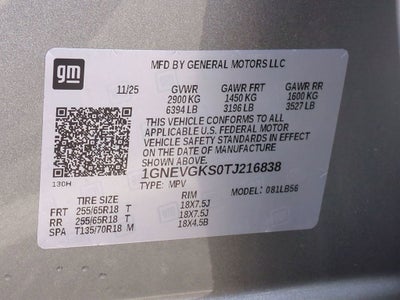 gm
MFD BY GENERAL MOTORS LLC
11/25 GVWR GAWR FRT GAWR RR
2900 KG 1450 KG 1600 KG
6394 LB 3196 LB 3527 LB
THIS VEHICLE CONFORMS TO ALL
APPLICABLE U.S. FEDERAL MOTOR
VEHICLE SAFETY STANDARDS IN EFFECT
ON THE DATE OF MANUFACTURE SHOWN ABOVE.
1GNEVGKS0TJ216838
130H
TYPE: MPV MODEL: 081LB56
TIRE SIZE RIM
FRT 255/65R18 T 18X7.5J
RR 255/65R18 T 18X7.5J
SPA T135/70R18 M 18X4.5B